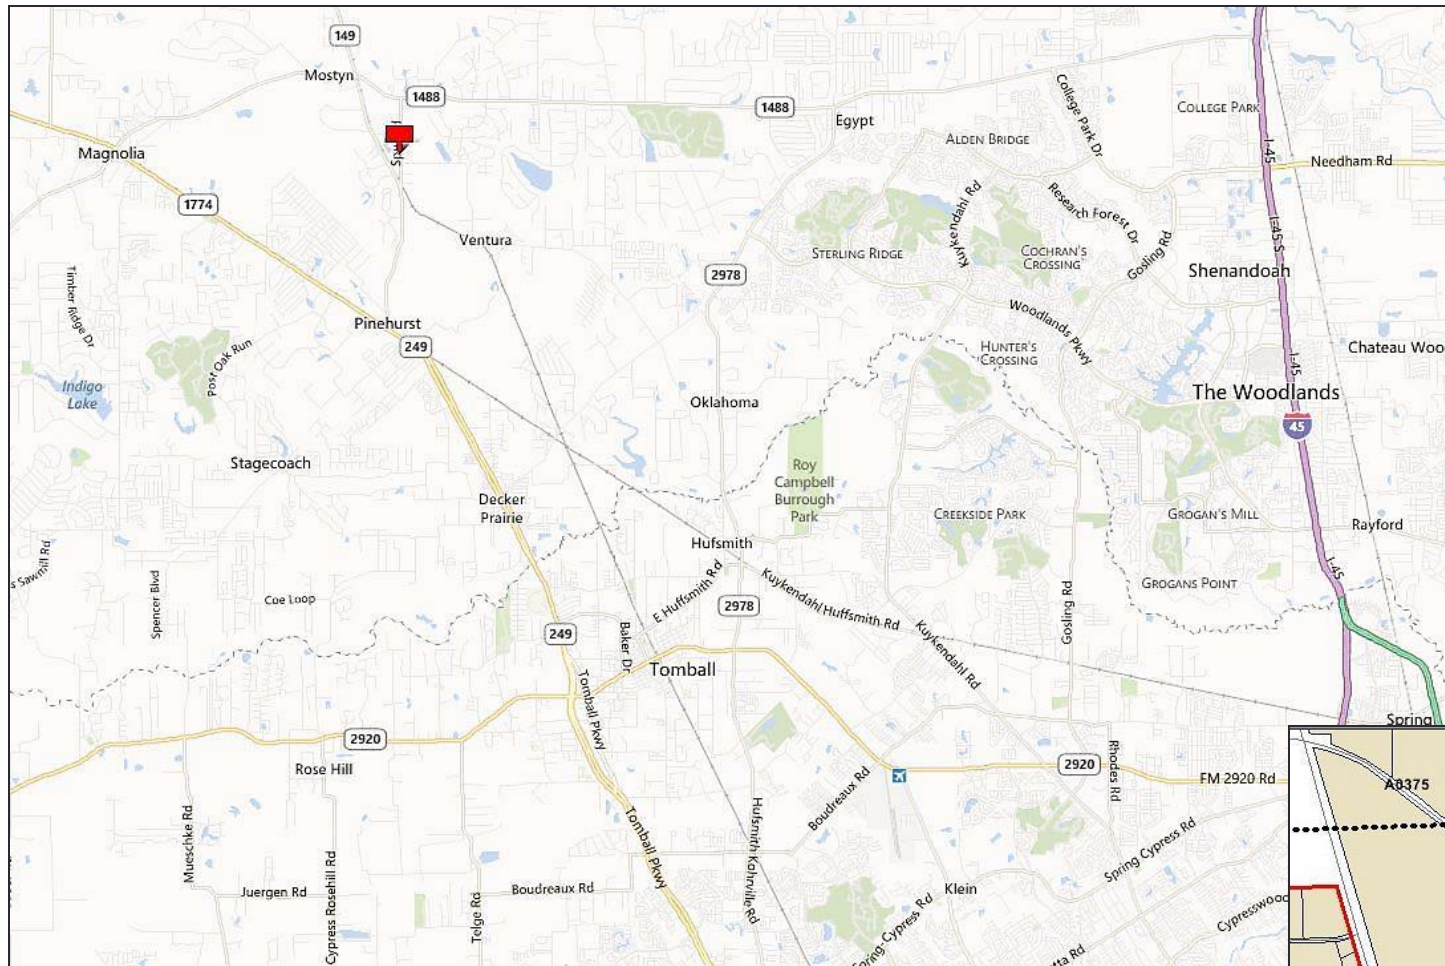 149
Mostyn
1488
1488
College Park Dr
COLLEGE PARK
Egypt
ALDEN BRIDGE
I-45
Magnolia
Needham Rd
1774
Kuykendahl Rd
Research Forest Dr
I-45 S
Ventura
STERLING RIDGE
COCHRAN'S
CROSSING
Gosling Rd
Shenandoah
2978
Timber Ridge Dr
Pinehurst
Woodlands Pkwy
249
Post Oak Run
HUNTER'S
CROSSING
I-45
Chateau Woo
Indigo
Lake
The Woodlands
Oklahoma
45
Stagecoach
Roy
Campbell
Burrough
Park
Decker
Prairie
CREEKSIDE PARK
GROGAN'S MILL
Rayford
Hufsmith
s Sawmill Rd
Spencer Blvd
Coe Loop
E Huffsmith Rd
Kuykendahl Huffsmith Rd
I-45
GROGANS POINT
2978
Gosling Rd
249
Baker Dr
Kuykendahl Rd
Tomball
Tomball Pkwy
Spring
2920
Rose Hill
2920
Rhodes Rd
FM 2920 Rd
A0375
Boudreaux Rd
Mueschke Rd
Tomball Pkwy
Hufsmith Kohrville Rd
Spring Cypress Rd
Cypress Rosehill Rd
Juergen Rd
Telge Rd
Boudreaux Rd
Klein
Spring-Cypress Rd
Cypresswood
tta Rd